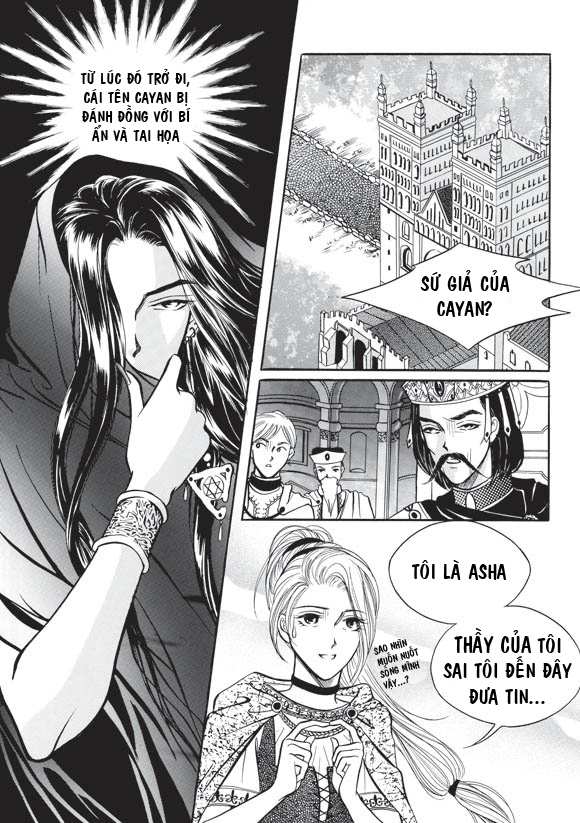 TỪ LÚC ĐÓ TRỞ ĐI,
CÁI TÊN CAYAN BỊ
ĐÁNH ĐỒNG VỚI BÍ
ẨN VÀ TAI HỌA
SỨ GIẢ CỦA
CAYAN?
TÔI LÀ ASHA
THẦY CỦA TÔI
SAI TÔI ĐẾN ĐÂY
ĐƯA TIN...
SAO NHÌN
MUỐN NUỐT
SỐNG MÌNH
VẬY...?